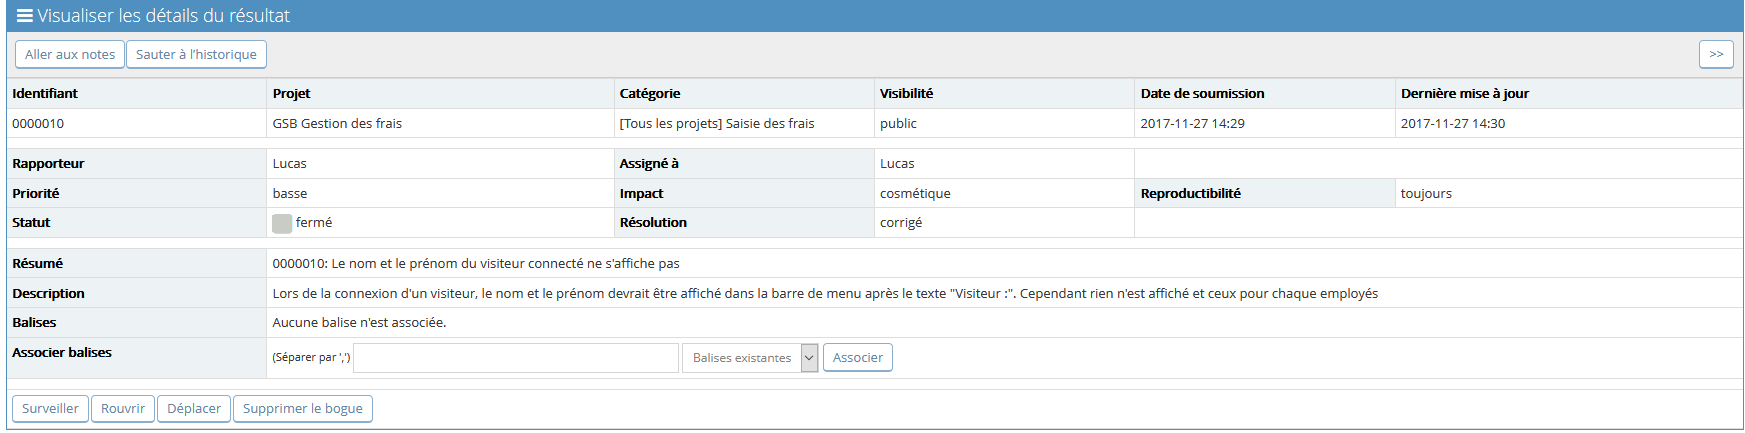 Visualiser les détails du résultat
Aller aux notes Sauter à l'historique >>
Identifiant Projet Catégorie Visibilité Date de soumission Dernière mise à jour
0000010 GSB Gestion des frais [Tous les projets] Saisie des frais public 2017-11-27 14:29 2017-11-27 14:30
Rapporteur Lucas Assigné à Lucas
Priorité basse Impact cosmétique Reproductibilité toujours
Statut fermé Résolution corrigé
Résumé 0000010: Le nom et le prénom du visiteur connecté ne s'affiche pas
Description Lors de la connexion d'un visiteur, le nom et le prénom devrait être affiché dans la barre de menu après le texte "Visiteur :". Cependant rien n'est affiché et ceux pour chaque employés
Balises Aucune balise n'est associée.
Associer balises (Séparer par ',') Balises existantes Associer
Surveiller Rouvrir Déplacer Supprimer le bogue